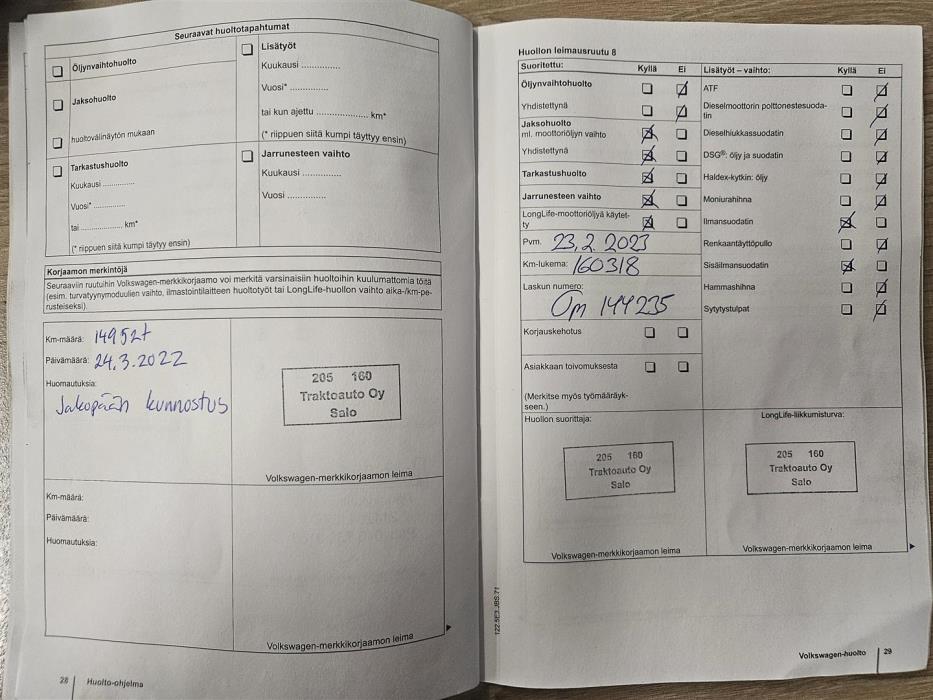 Seuraavat huoltotapahtumat
Öljynvaihtohuolto
Jaksohuolto
huoltovälinäytön mukaan
Tarkastushuolto
Kuukausi ..............
Vuosi* ..............
tai .................. km*
(* riippuen siitä kumpi täytyy ensin)
Lisätyöt
Kuukausi ..............
Vuosi* ..............
tai kun ajettu .................. km*
(* riippuen siitä kumpi täyttyy ensin)
Jarrunesteen vaihto
Kuukausi ..............
Vuosi ..............
Korjaamon merkintöjä
Seuraaviin ruutuihin Volkswagen-merkkikorjaamo voi merkitä varsinaisiin huoltoihin kuulumattomia töitä
(esim. turvatyynymoduulien vaihto, ilmastointilaitteen huoltotyöt tai LongLife-huollon vaihto aika-/km-pe-
rusteiseksi).
Km-määrä: 149527
Päivämäärä: 24.3.2022
Huomautuksia:
Jakopään kunnostus
205 160
Traktoauto Oy
Salo
Volkswagen-merkkikorjaamon leima
Km-määrä:
Päivämäärä:
Huomautuksia:
Volkswagen-merkkikorjaamon leima
28 Huolto-ohjelma
Huollon leimausruutu 8
Suoritettu: Kyllä Ei
Öljynvaihtohuolto
Yhdistettynä
Jaksohuolto
ml. moottoriöljyn vaihto
Yhdistettynä
Tarkastushuolto
Jarrunesteen vaihto
LongLife-moottoriöljyä käytet-
ty
Pvm. 23.2.2023
Km-lukema: 160318
Laskun numero:
Om 144235
Korjauskehotus
Asiakkaan toivomuksesta
(Merkitse myös työmääräyk-
seen.)
Lisätyöt – vaihto: Kyllä Ei
ATF
Dieselmoottorin polttonestesuoda-
tin
Dieselhiukkassuodatin
DSG®: öljy ja suodatin
Haldex-kytkin: öljy
Moniurahihna
Ilmansuodatin
Renkaantäyttöpullo
Sisäilmansuodatin
Hammashihna
Sytytystulpat
Huollon suorittaja:
205 160
Traktoauto Oy
Salo
Volkswagen-merkkikorjaamon leima
LongLife-liikkumisturva:
205 160
Traktoauto Oy
Salo
Volkswagen-merkkikorjaamon leima
122.5E3.JBS.71
Volkswagen-huolto 29